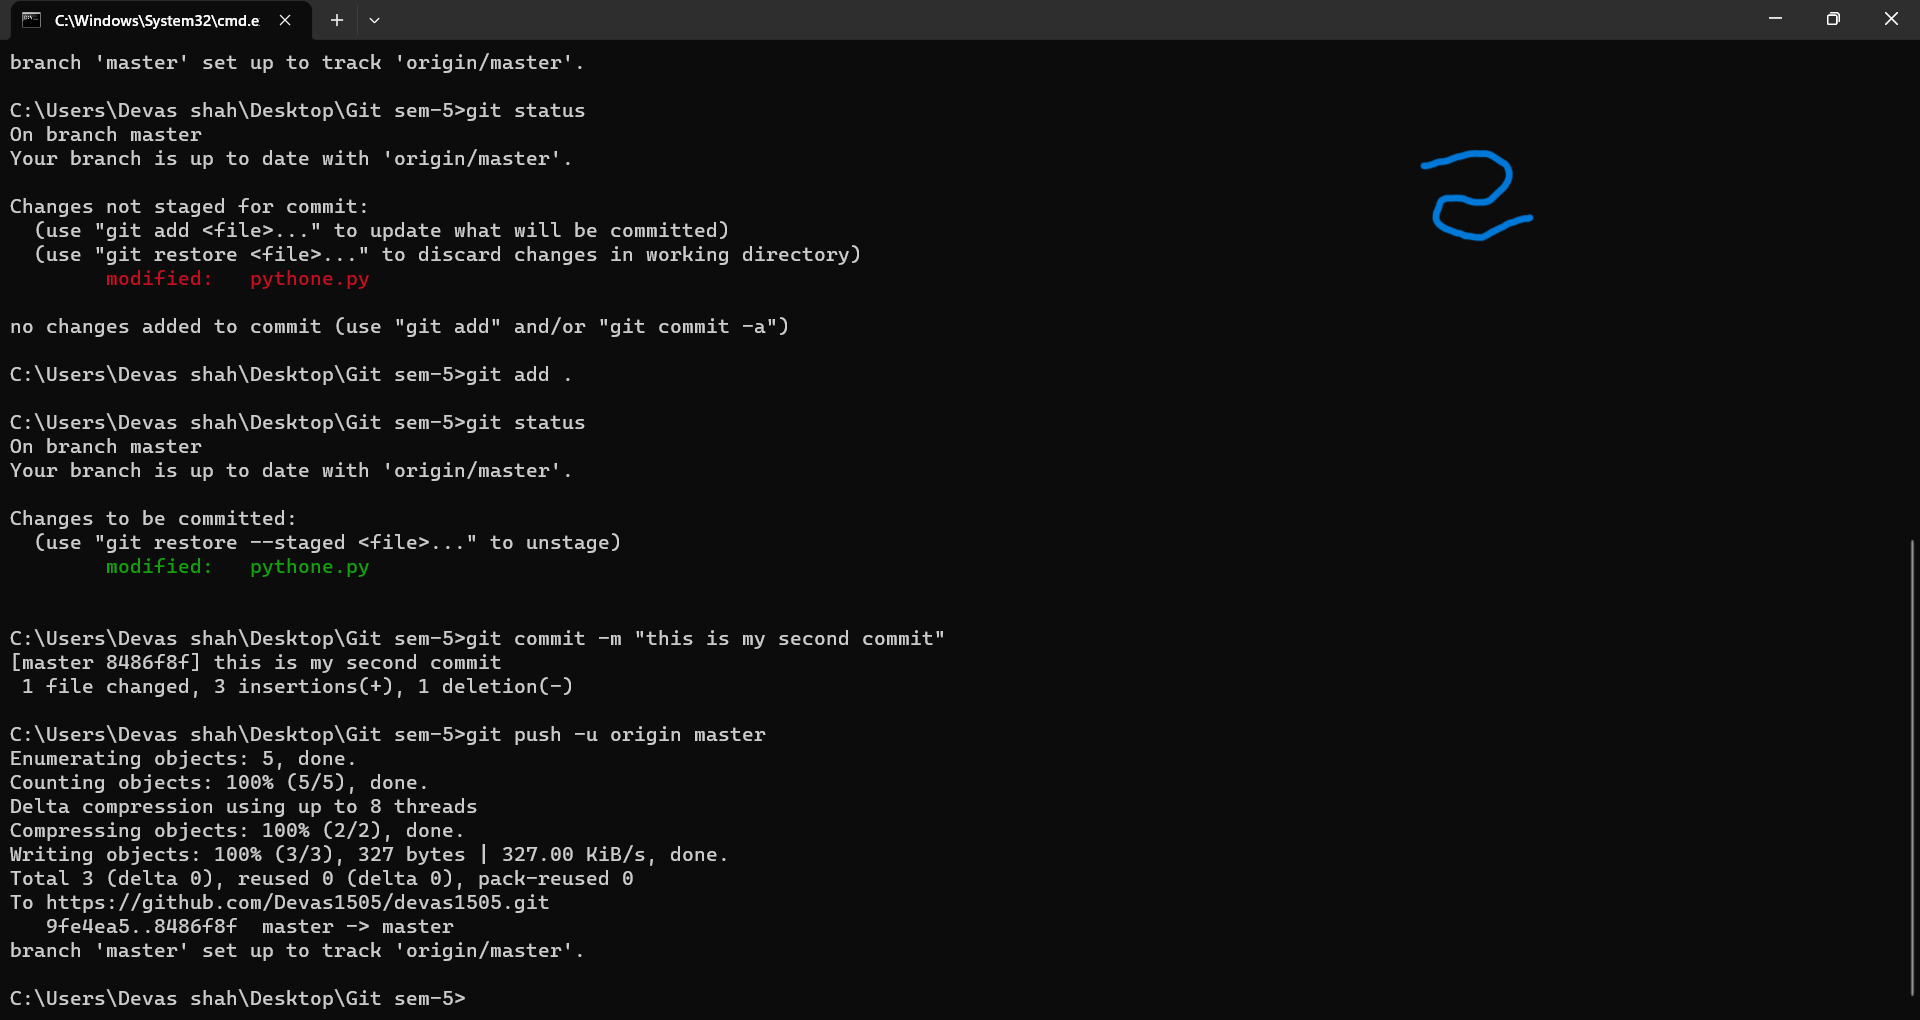 C:\Windows\System32\cmd.e
branch 'master' set up to track 'origin/master'.
C:\Users\Devas shah\Desktop\Git sem-5>git status
On branch master
Your branch is up to date with 'origin/master'.
2
Changes not staged for commit:
  (use "git add <file>..." to update what will be committed)
  (use "git restore <file>..." to discard changes in working directory)
        modified:   pythone.py
no changes added to commit (use "git add" and/or "git commit -a")
C:\Users\Devas shah\Desktop\Git sem-5>git add .
C:\Users\Devas shah\Desktop\Git sem-5>git status
On branch master
Your branch is up to date with 'origin/master'.
Changes to be committed:
  (use "git restore --staged <file>..." to unstage)
        modified:   pythone.py
C:\Users\Devas shah\Desktop\Git sem-5>git commit -m "this is my second commit"
[master 8486f8f] this is my second commit
 1 file changed, 3 insertions(+), 1 deletion(-)
C:\Users\Devas shah\Desktop\Git sem-5>git push -u origin master
Enumerating objects: 5, done.
Counting objects: 100% (5/5), done.
Delta compression using up to 8 threads
Compressing objects: 100% (2/2), done.
Writing objects: 100% (3/3), 327 bytes | 327.00 KiB/s, done.
Total 3 (delta 0), reused 0 (delta 0), pack-reused 0
To https://github.com/Devas1505/devas1505.git
   9fe4ea5..8486f8f  master -> master
branch 'master' set up to track 'origin/master'.
C:\Users\Devas shah\Desktop\Git sem-5>